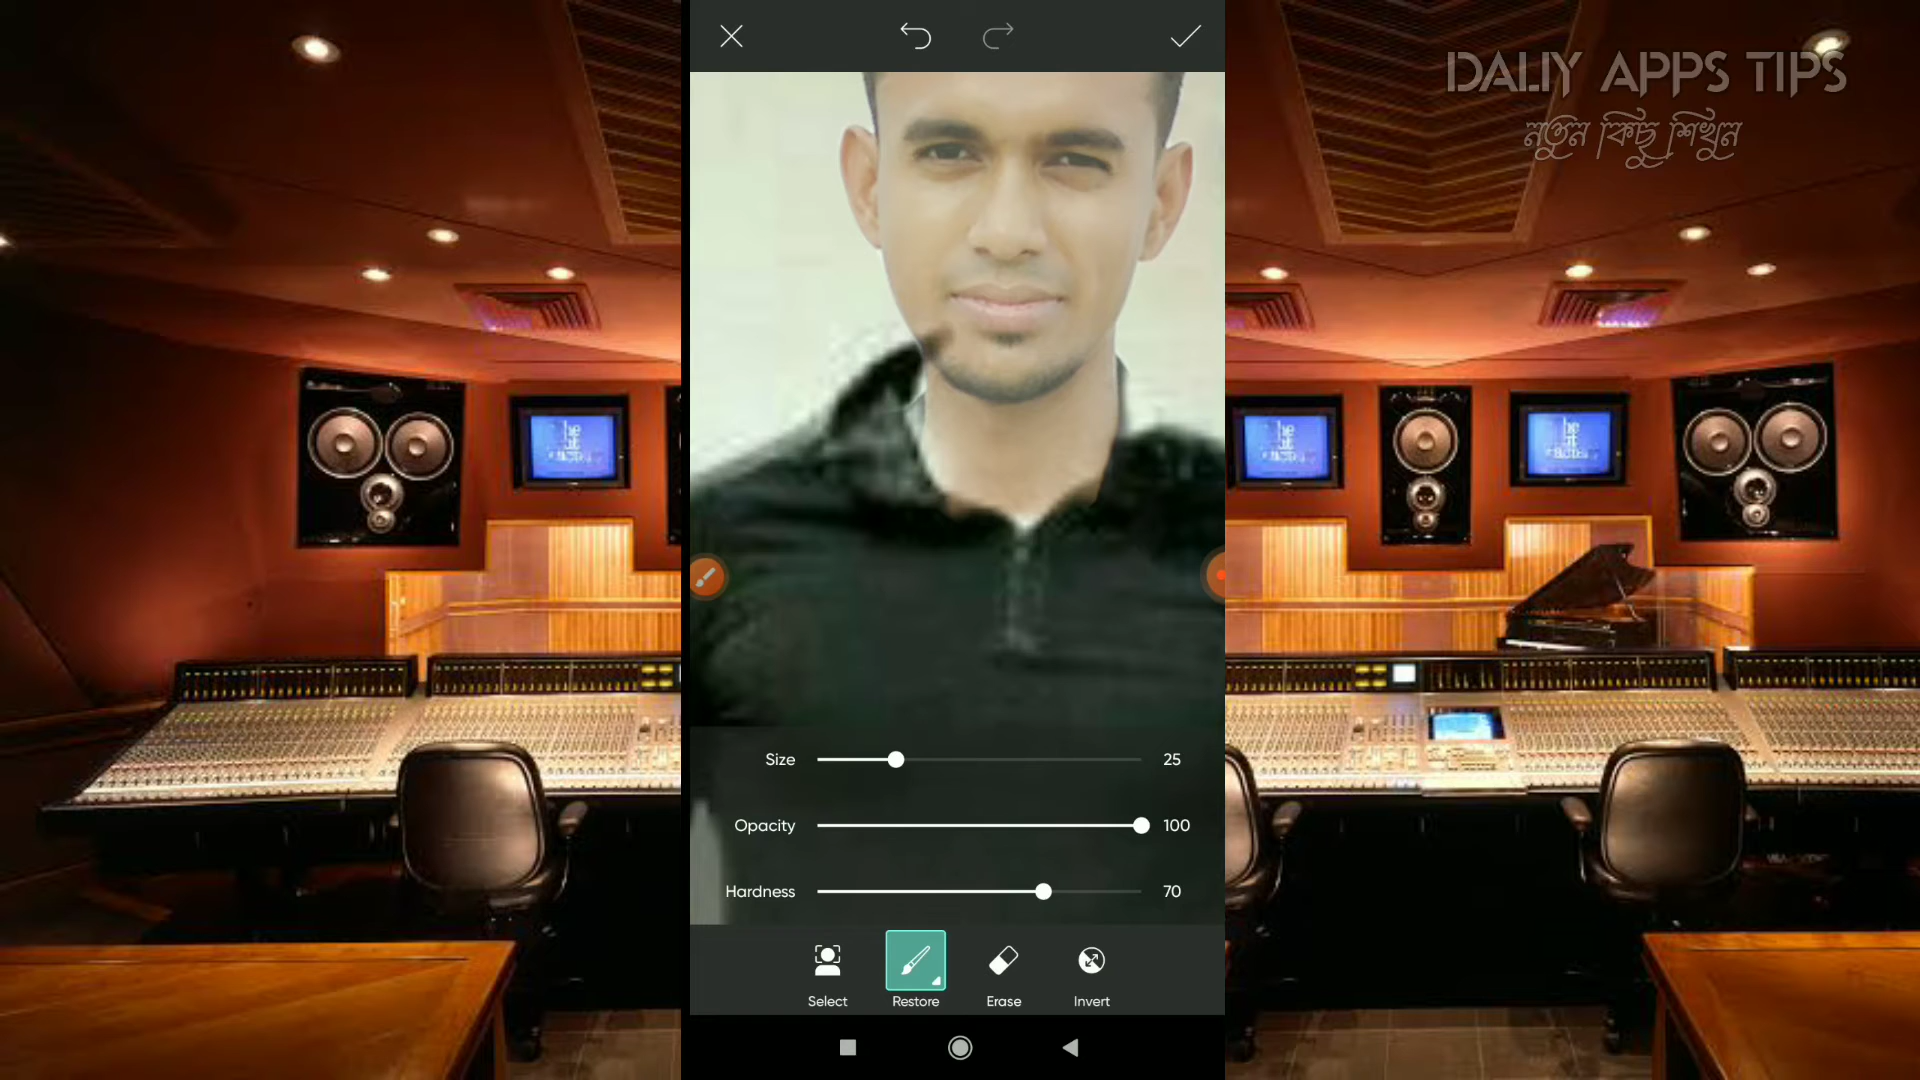 DALIY APPS TIPS
নতুন কিছু শিখুন
Size 25
Opacity 100
Hardness 70
Select Restore Erase Invert